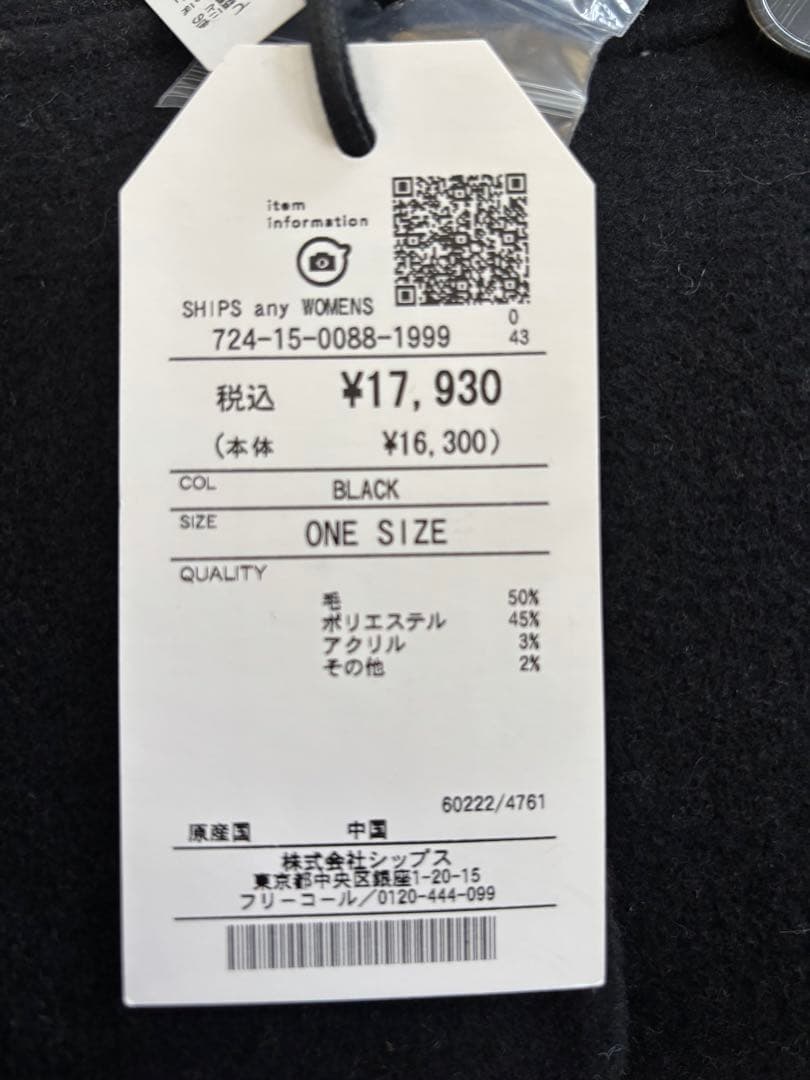 item
information
SHIPS any WOMENS
0
724-15-0088-1999 43
税込 ¥17,930
(本体 ¥16,300)
COL BLACK
SIZE ONE SIZE
QUALITY
毛 50%
ポリエステル 45%
アクリル 3%
その他 2%
60222/4761
原産国 中国
株式会社シップス
東京都中央区銀座1-20-15
フリーコール/0120-444-099